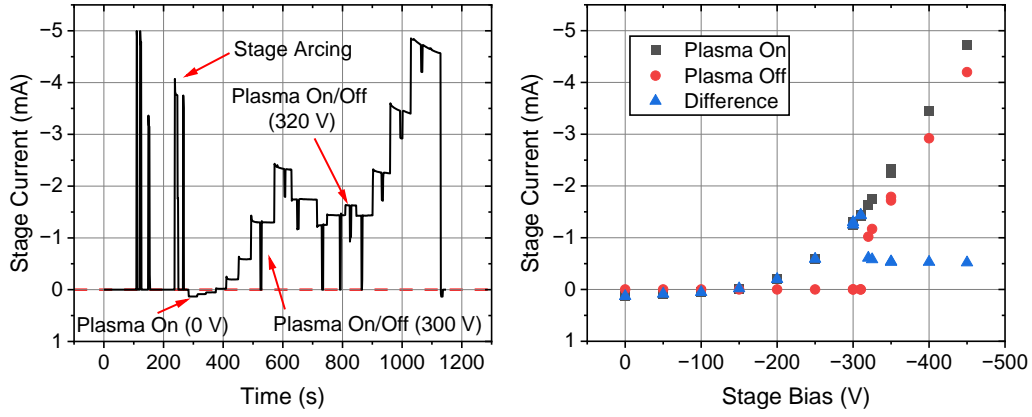 −5
−4
−3
−2
−1
0
1
Stage Current (mA)
0 200 400 600 800 1000 1200
Time (s)
Stage Arcing
Plasma On/Off
(320 V)
Plasma On (0 V)
Plasma On/Off (300 V)
−5
−4
−3
−2
−1
0
1
Stage Current (mA)
0 −100 −200 −300 −400 −500
Stage Bias (V)
Plasma On
Plasma Off
Difference